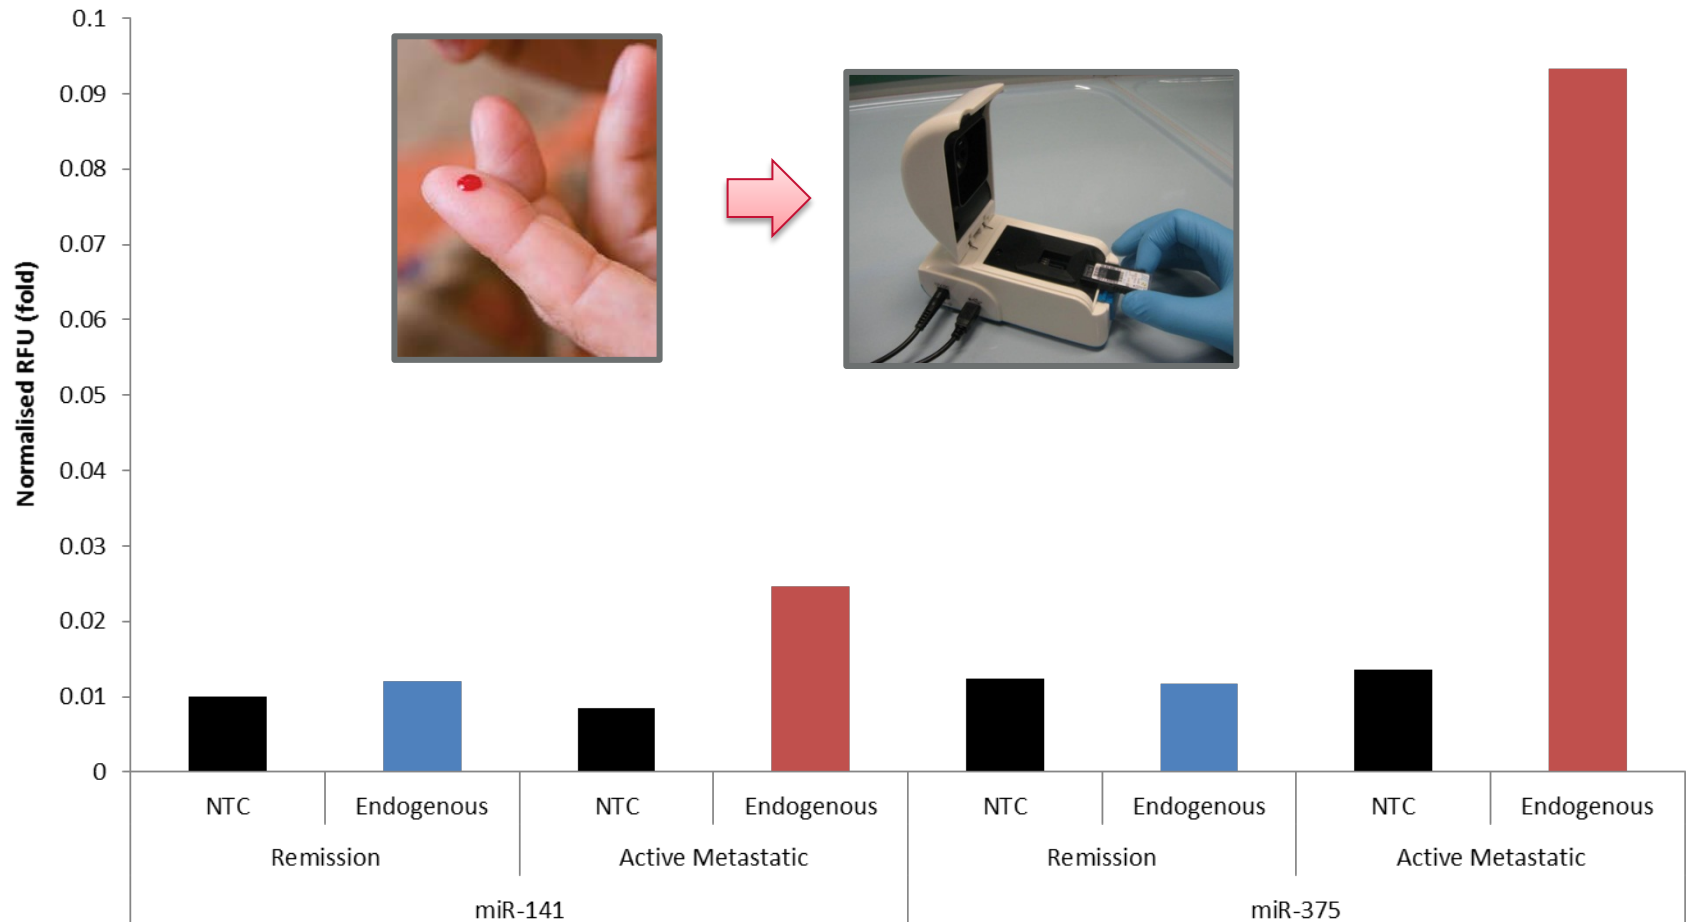 0.1
0.09
0.08
0.07
0.06
0.05
0.04
0.03
0.02
0.01
0
Normalised RFU (fold)
NTC Endogenous NTC Endogenous NTC Endogenous NTC Endogenous
Remission Active Metastatic Remission Active Metastatic
miR-141 miR-375